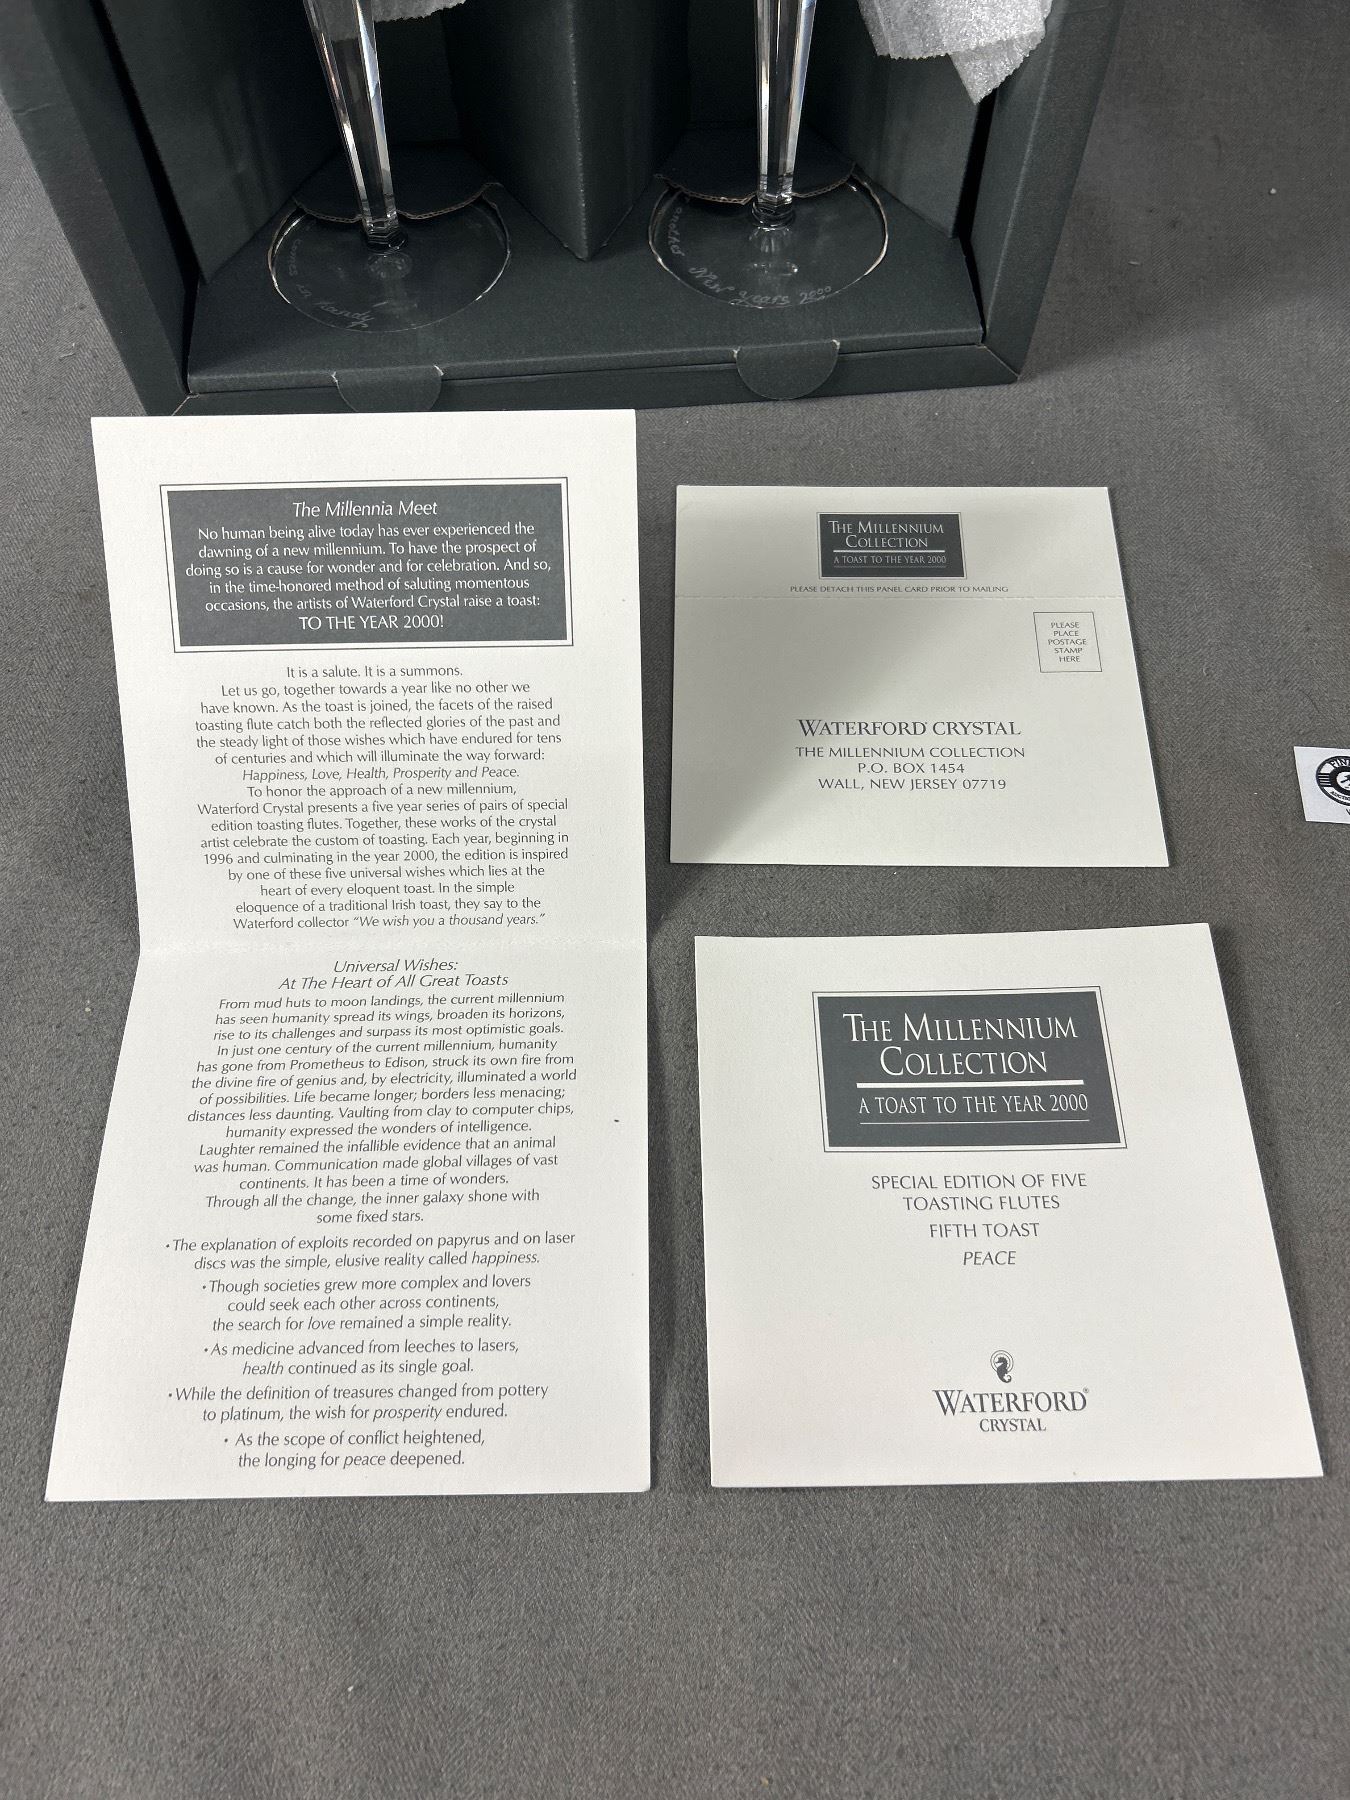 New years 2000
The Millennia Meet
No human being alive today has ever experienced the
dawning of a new millennium. To have the prospect of
doing so is a cause for wonder and for celebration. And so,
in the time-honored method of saluting momentous
occasions, the artists of Waterford Crystal raise a toast:
TO THE YEAR 2000!
It is a salute. It is a summons.
Let us go, together towards a year like no other we
have known. As the toast is joined, the facets of the raised
toasting flute catch both the reflected glories of the past and
the steady light of those wishes which have endured for tens
of centuries and which will illuminate the way forward:
Happiness, Love, Health, Prosperity and Peace.
To honor the approach of a new millennium,
Waterford Crystal presents a five year series of pairs of special
edition toasting flutes. Together, these works of the crystal
artist celebrate the custom of toasting. Each year, beginning in
1996 and culminating in the year 2000, the edition is inspired
by one of these five universal wishes which lies at the
heart of every eloquent toast. In the simple
eloquence of a traditional Irish toast, they say to the
Waterford collector "We wish you a thousand years."
Universal Wishes:
At The Heart of All Great Toasts
From mud huts to moon landings, the current millennium
has seen humanity spread its wings, broaden its horizons,
rise to its challenges and surpass its most optimistic goals.
In just one century of the current millennium, humanity
has gone from Prometheus to Edison, struck its own fire from
the divine fire of genius and, by electricity, illuminated a world
of possibilities. Life became longer; borders less menacing;
distances less daunting. Vaulting from clay to computer chips,
humanity expressed the wonders of intelligence.
Laughter remained the infallible evidence that an animal
was human. Communication made global villages of vast
continents. It has been a time of wonders.
Through all the change, the inner galaxy shone with
some fixed stars.
• The explanation of exploits recorded on papyrus and on laser
discs was the simple, elusive reality called happiness.
• Though societies grew more complex and lovers
could seek each other across continents,
the search for love remained a simple reality.
• As medicine advanced from leeches to lasers,
health continued as its single goal.
• While the definition of treasures changed from pottery
to platinum, the wish for prosperity endured.
• As the scope of conflict heightened,
the longing for peace deepened.
THE MILLENNIUM
COLLECTION
A TOAST TO THE YEAR 2000
PLEASE DETACH THIS PANEL CARD PRIOR TO MAILING
PLEASE
PLACE
POSTAGE
STAMP
HERE
WATERFORD CRYSTAL
THE MILLENNIUM COLLECTION
P.O. BOX 1454
WALL, NEW JERSEY 07719
THE MILLENNIUM
COLLECTION
A TOAST TO THE YEAR 2000
SPECIAL EDITION OF FIVE
TOASTING FLUTES
FIFTH TOAST
PEACE
WATERFORD®
CRYSTAL